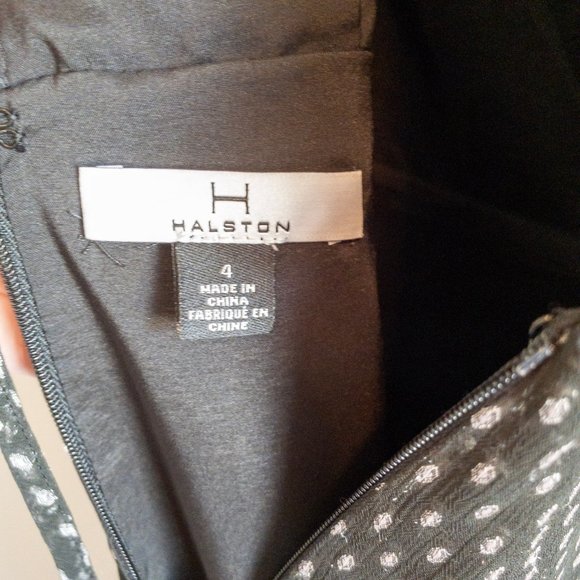 H
HALSTON
4
MADE IN
CHINA
FABRIQUÉ EN
CHINE